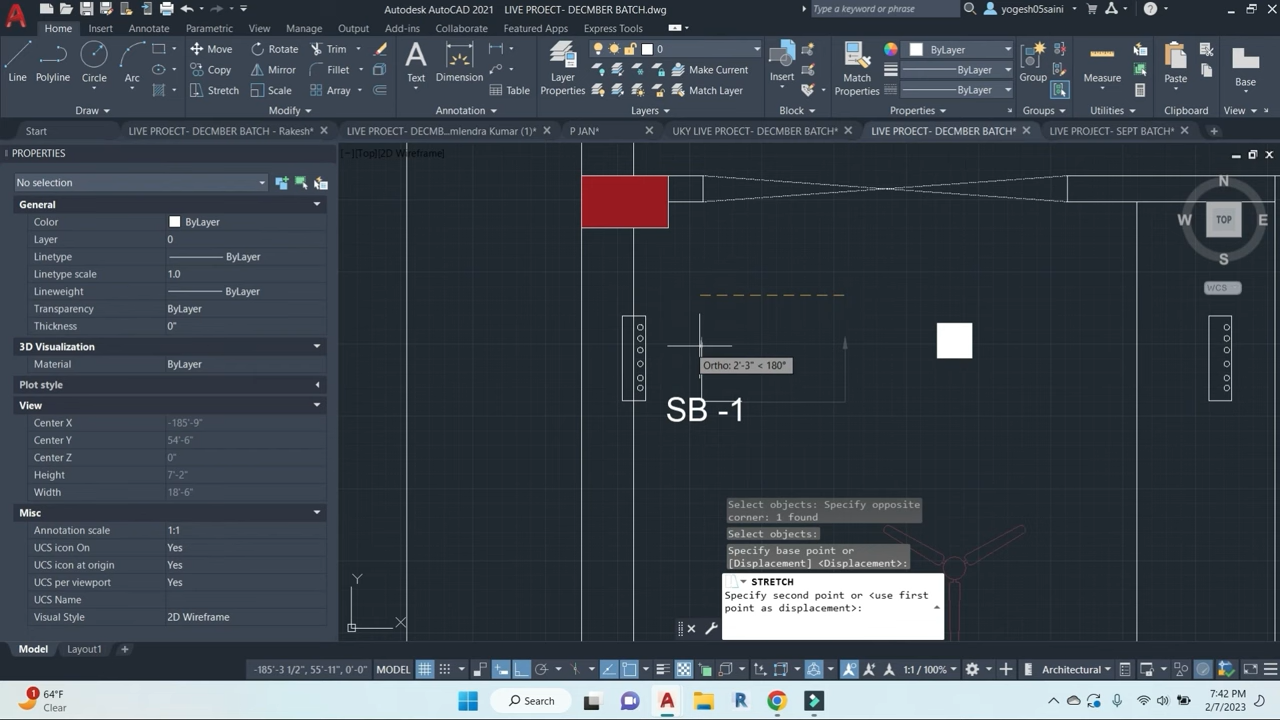 Autodesk AutoCAD 2021 LIVE PROECT- DECMBER BATCH.dwg
Type a keyword or phrase
yogesh05saini
Home Insert Annotate Parametric View Manage Output Add-ins Collaborate Featured Apps Express Tools
Line Polyline Circle Arc
Move Rotate Trim
Copy Mirror Fillet
Stretch Scale Array
Text Dimension Table
Layer Properties
0
Make Current
Match Layer
Insert
Match Properties
ByLayer
ByLayer
ByLayer
Group
Measure
Paste
Base
Draw Modify Annotation Layers Block Properties Groups Utilities Clipboard View
Start LIVE PROECT- DECMBER BATCH - Rakesh* LIVE PROECT- DECMB...mlendra Kumar (1)* P JAN* UKY LIVE PROECT- DECMBER BATCH* LIVE PROECT- DECMBER BATCH* LIVE PROJECT- SEPT BATCH*
PROPERTIES
[−][Top][2D Wireframe]
No selection
General
Color ByLayer
Layer 0
Linetype ByLayer
Linetype scale 1.0
Lineweight ByLayer
Transparency ByLayer
Thickness 0"
3D Visualization
Material ByLayer
Plot style
View
Center X -185'-9"
Center Y 54'-6"
Center Z 0"
Height 7'-2"
Width 18'-6"
Misc
Annotation scale 1:1
UCS icon On Yes
UCS icon at origin Yes
UCS per viewport Yes
UCS Name
Visual Style 2D Wireframe
N
W TOP E
S
WCS
Ortho: 2'-3" < 180°
SB -1
Select objects: Specify opposite
corner: 1 found
Select objects:
Specify base point or
[Displacement] <Displacement>:
STRETCH
Specify second point or <use first
point as displacement>:
Y
X
Model Layout1
-185'-3 1/2", 55'-11", 0'-0" MODEL 1:1 / 100% Architectural
1
64°F
Clear
Search
7:42 PM
2/7/2023